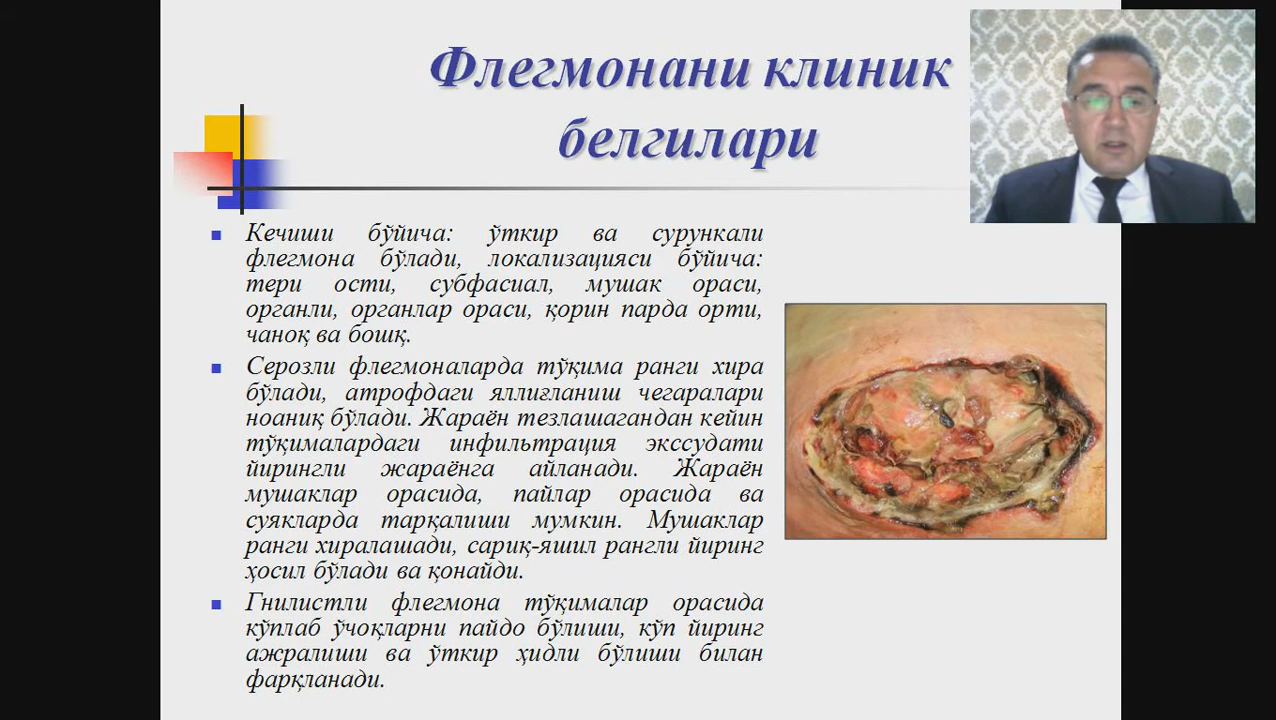 Флегмонани клиник
белгилари
Кечиши бўйича: ўткир ва сурункали
флегмона бўлади, локализацияси бўйича:
тери ости, субфасиал, мушак ораси,
органли, органлар ораси, қорин парда орти,
чаноқ ва бошқ.
Серозли флегмоналарда тўқима ранги хира
бўлади, атрофдаги яллиғланиш чегаралари
ноаниқ бўлади. Жараён тезлашагандан кейин
тўқималардаги инфильтрация экссудати
йирингли жараёнга айланади. Жараён
мушаклар орасида, пайлар орасида ва
суякларда тарқалиши мумкин. Мушаклар
ранги хиралашади, сариқ-яшил рангли йиринг
ҳосил бўлади ва қонайди.
Гнилистли флегмона тўқималар орасида
кўплаб ўчоқларни пайдо бўлиши, кўп йиринг
ажралиши ва ўткир ҳидли бўлиши билан
фарқланади.